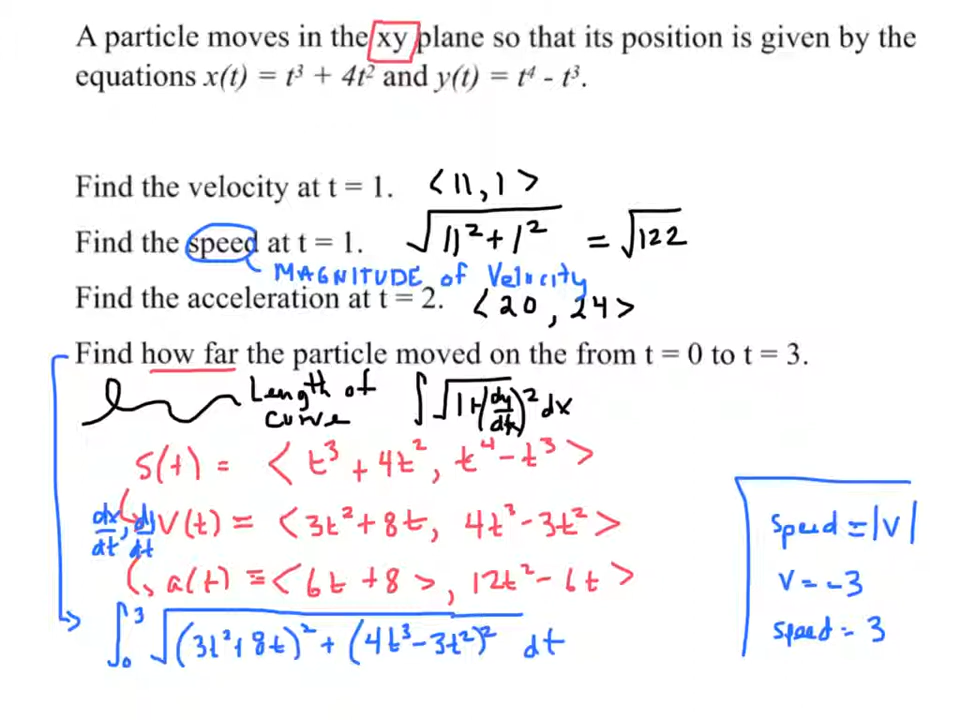 A particle moves in the xy plane so that its position is given by the
equations x(t) = t³ + 4t² and y(t) = t⁴ - t³.
Find the velocity at t = 1. <11, 1>
Find the speed at t = 1. √(11² + 1²) = √122
MAGNITUDE of Velocity
Find the acceleration at t = 2. <20, 24>
Find how far the particle moved on the from t = 0 to t = 3.
Length of curve ∫√(1+(dy/dx)²) dx
S(t) = <t³ + 4t², t⁴ - t³>
dx/dt, dy/dt V(t) = <3t² + 8t, 4t³ - 3t²>
a(t) = <6t + 8>, 12t² - 6t>
∫₀³ √((3t² + 8t)² + (4t³ - 3t²)²) dt
Speed = |V|
V = -3
Speed = 3